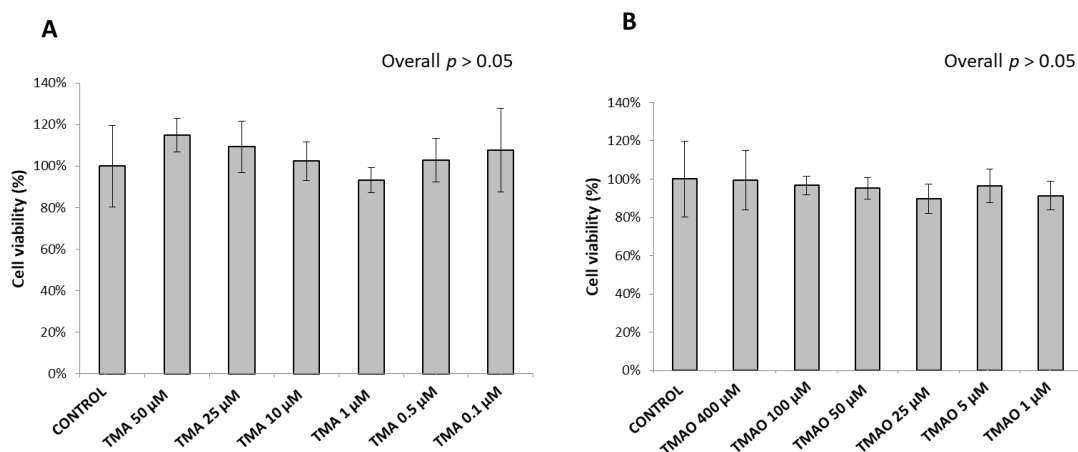 A
Overall p > 0.05
140%
120%
100%
80%
60%
40%
20%
0%
Cell viability (%)
CONTROL
TMA 50 µM
TMA 25 µM
TMA 10 µM
TMA 1 µM
TMA 0.5 µM
TMA 0.1 µM
B
Overall p > 0.05
140%
120%
100%
80%
60%
40%
20%
0%
Cell viability (%)
CONTROL
TMAO 400 µM
TMAO 100 µM
TMAO 50 µM
TMAO 25 µM
TMAO 5 µM
TMAO 1 µM